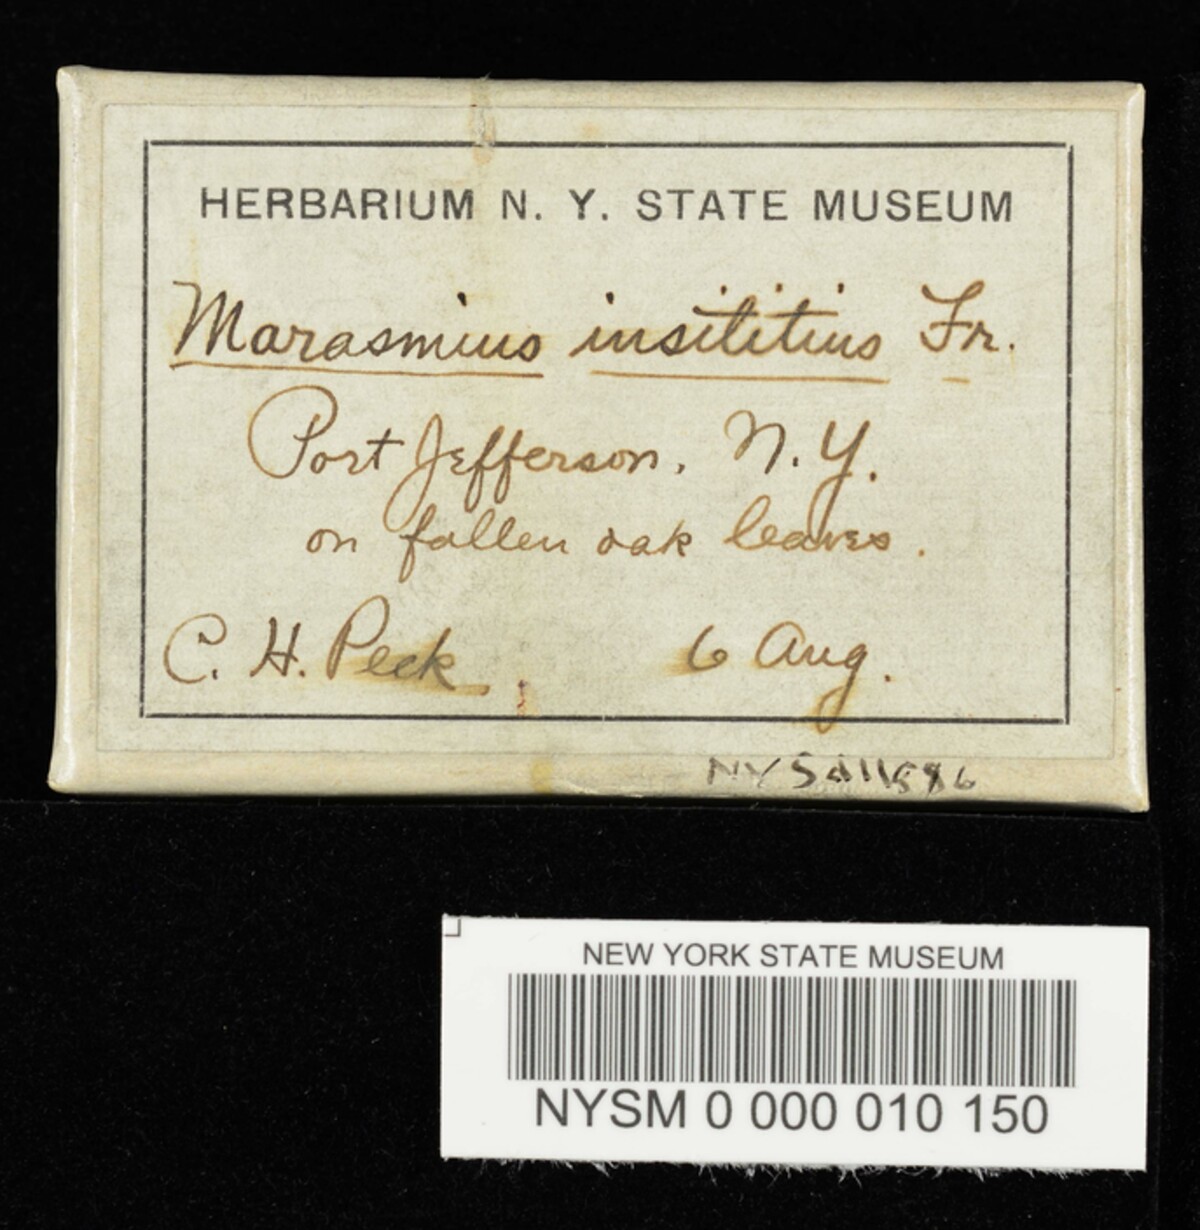 HERBARIUM N. Y. STATE MUSEUM
Marasmius insititius Fr.
Port Jefferson, N.Y.
on fallen oak leaves.
C. H. Peck 6 Aug.
NEW YORK STATE MUSEUM
NYSM 0 000 010 150